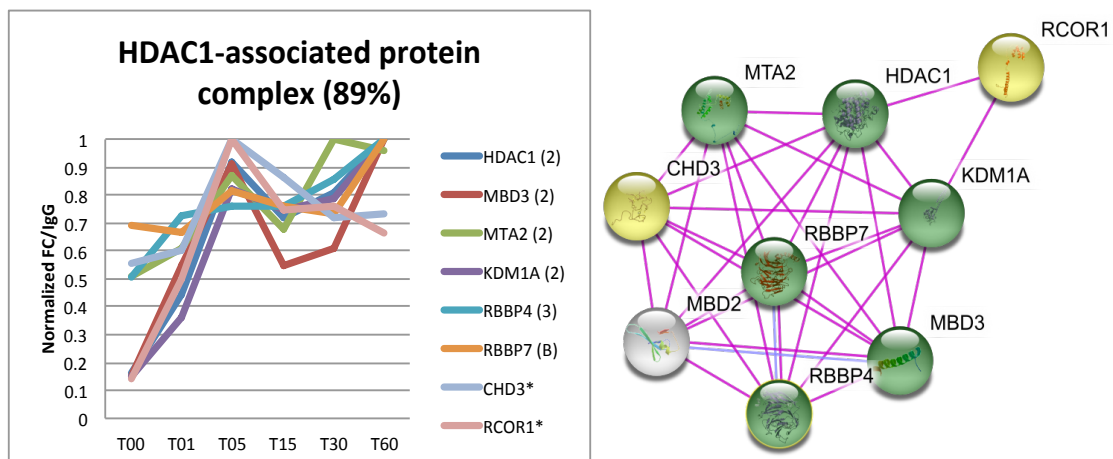 HDAC1-associated protein
complex (89%)
Normalized FC/IgG
1
0.9
0.8
0.7
0.6
0.5
0.4
0.3
0.2
0.1
0
T00 T01 T05 T15 T30 T60
HDAC1 (2)
MBD3 (2)
MTA2 (2)
KDM1A (2)
RBBP4 (3)
RBBP7 (B)
CHD3*
RCOR1*
RCOR1
MTA2
HDAC1
CHD3
KDM1A
RBBP7
MBD2
MBD3
RBBP4